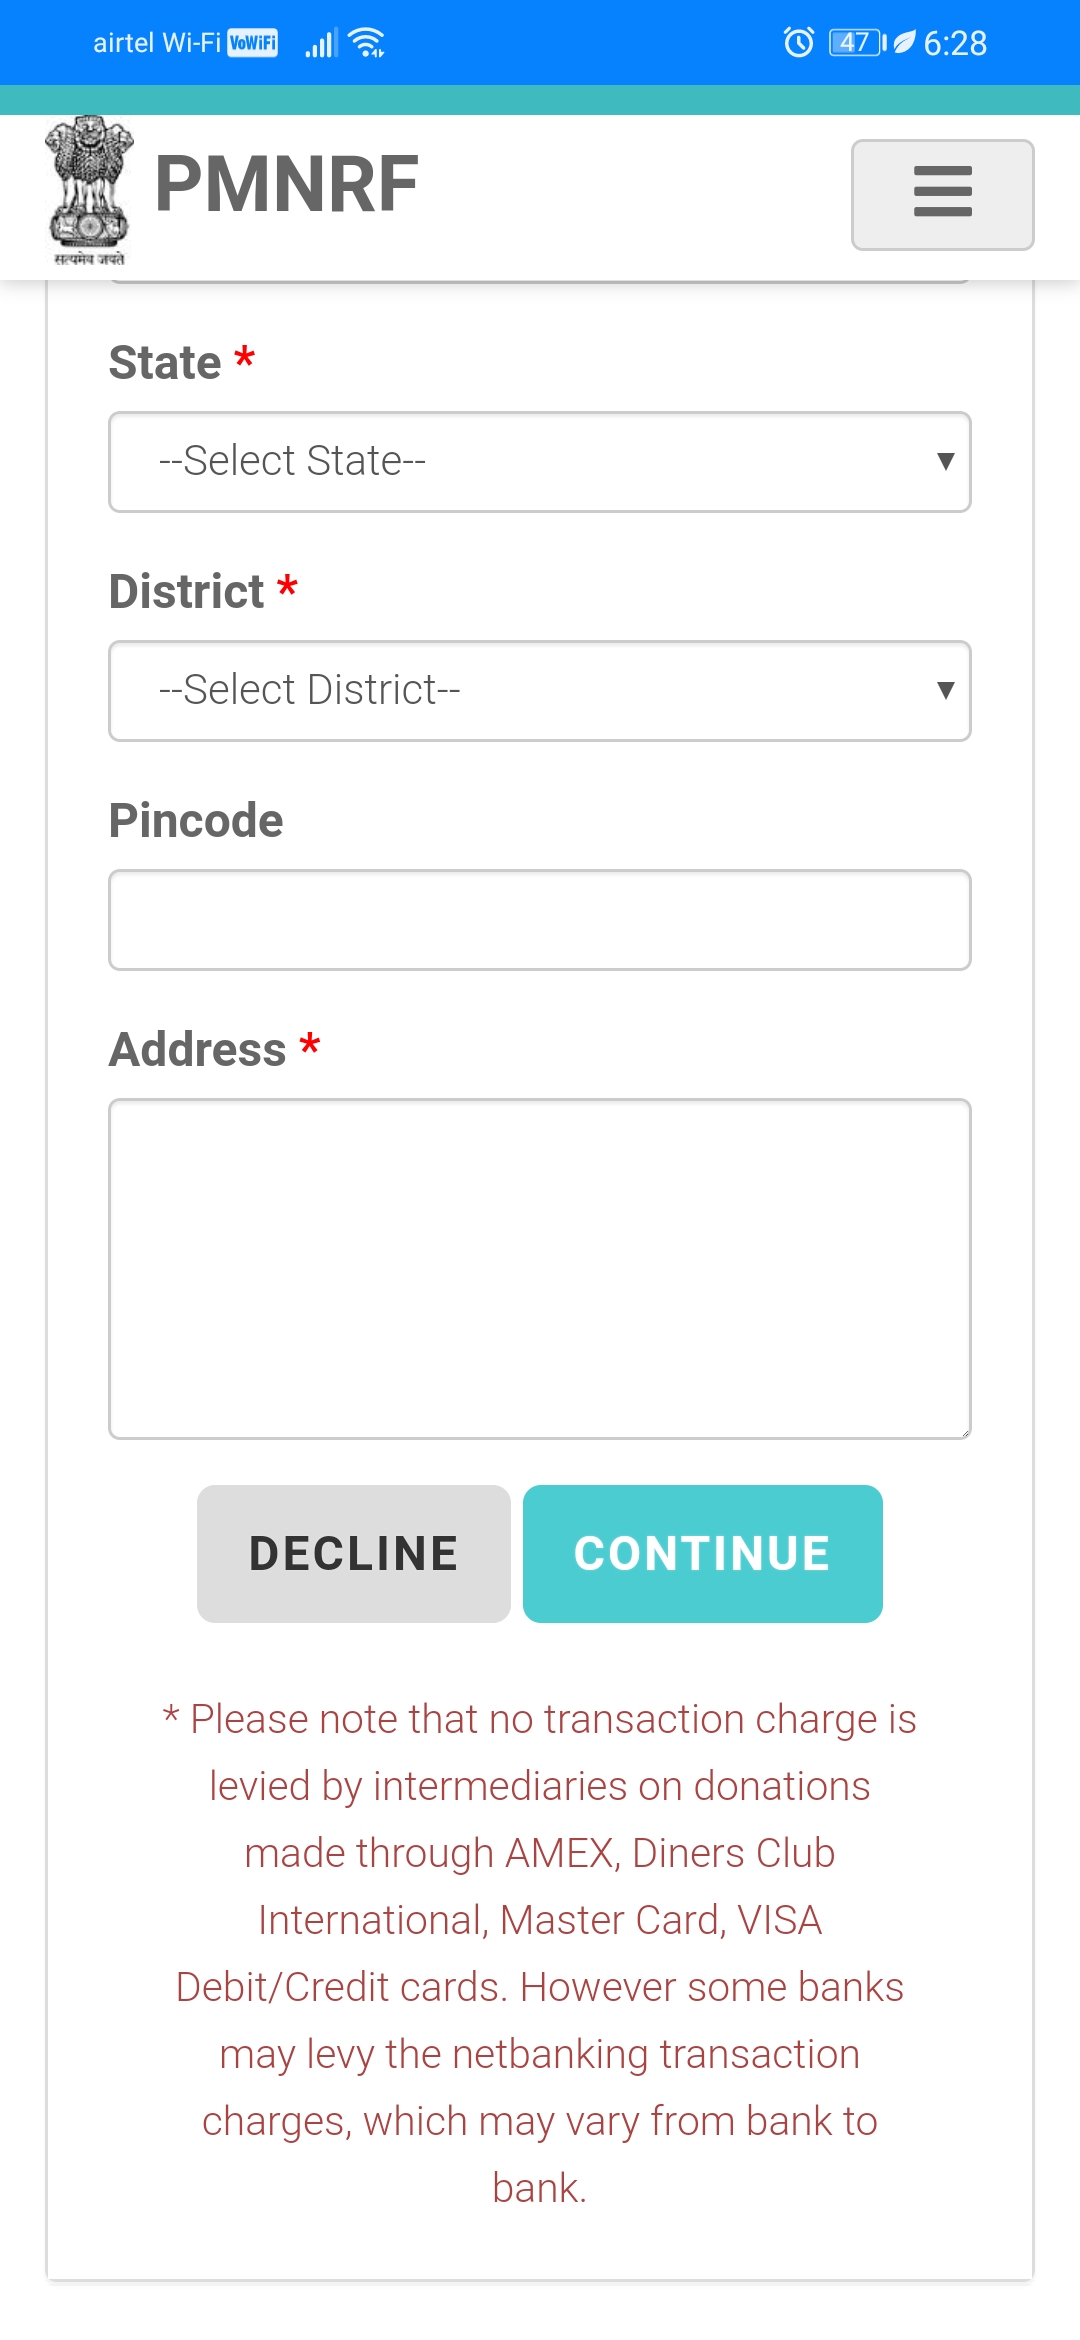 airtel Wi-Fi VoWiFi 47 6:28
PMNRF
सत्यमेव जयते
State *
--Select State--
District *
--Select District--
Pincode
Address *
DECLINE CONTINUE
* Please note that no transaction charge is
levied by intermediaries on donations
made through AMEX, Diners Club
International, Master Card, VISA
Debit/Credit cards. However some banks
may levy the netbanking transaction
charges, which may vary from bank to
bank.